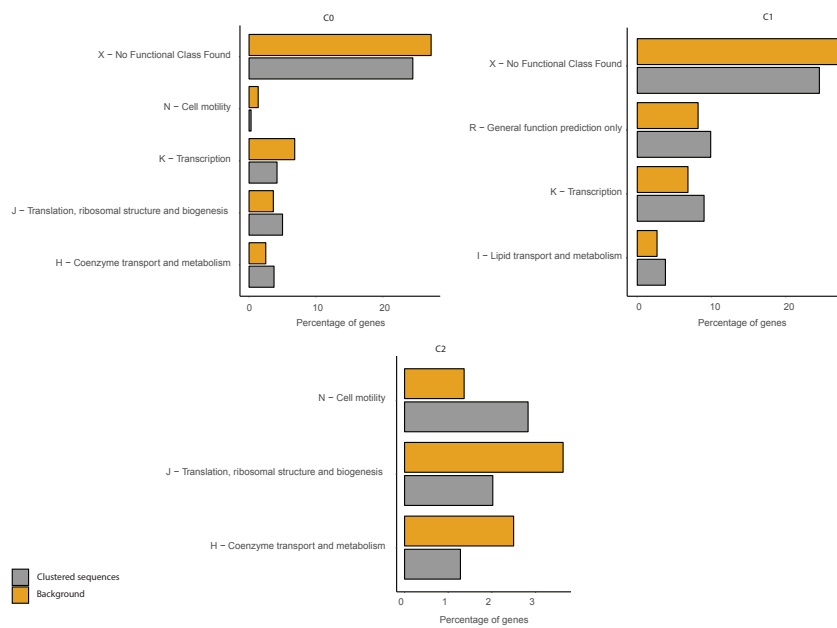 C0
X − No Functional Class Found
N − Cell motility
K − Transcription
J − Translation, ribosomal structure and biogenesis
H − Coenzyme transport and metabolism
0 10 20
Percentage of genes
C1
X − No Functional Class Found
R − General function prediction only
K − Transcription
I − Lipid transport and metabolism
0 10 20
Percentage of genes
C2
N − Cell motility
J − Translation, ribosomal structure and biogenesis
H − Coenzyme transport and metabolism
0 1 2 3
Percentage of genes
Clustered sequences
Background